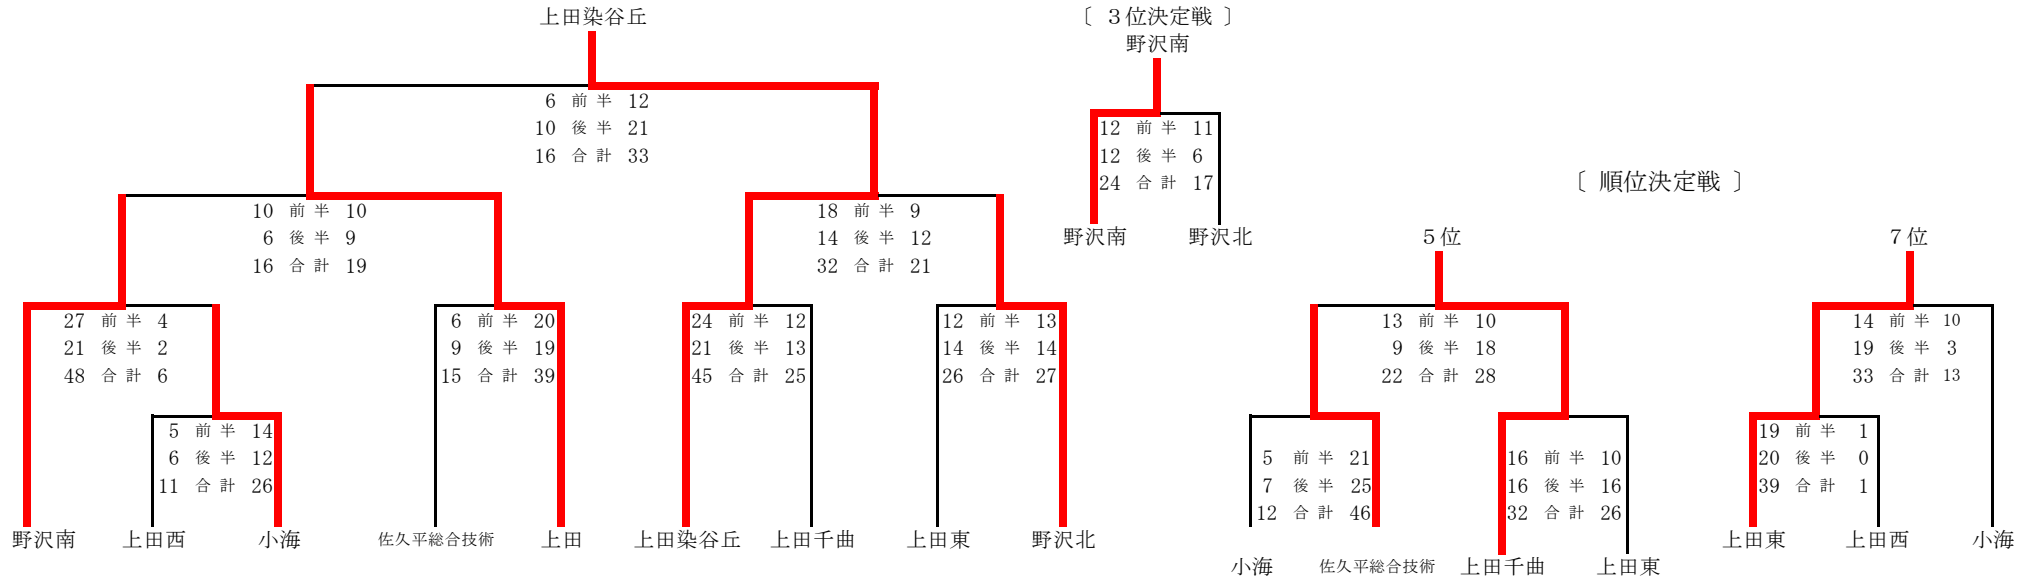 上田染谷丘
6 前半 12
10 後半 21
16 合計 33
10 前半 10
6 後半 9
16 合計 19
18 前半 9
14 後半 12
32 合計 21
27 前半 4
21 後半 2
48 合計 6
6 前半 20
9 後半 19
15 合計 39
24 前半 12
21 後半 13
45 合計 25
12 前半 13
14 後半 14
26 合計 27
5 前半 14
6 後半 12
11 合計 26
野沢南 上田西 小海 佐久平総合技術 上田 上田染谷丘 上田千曲 上田東 野沢北
〔 3位決定戦 〕
野沢南
12 前半 11
12 後半 6
24 合計 17
野沢南 野沢北
〔 順位決定戦 〕
5位
13 前半 10
9 後半 18
22 合計 28
5 前半 21
7 後半 25
12 合計 46
16 前半 10
16 後半 16
32 合計 26
小海 佐久平総合技術 上田千曲 上田東
7位
14 前半 10
19 後半 3
33 合計 13
19 前半 1
20 後半 0
39 合計 1
上田東 上田西 小海